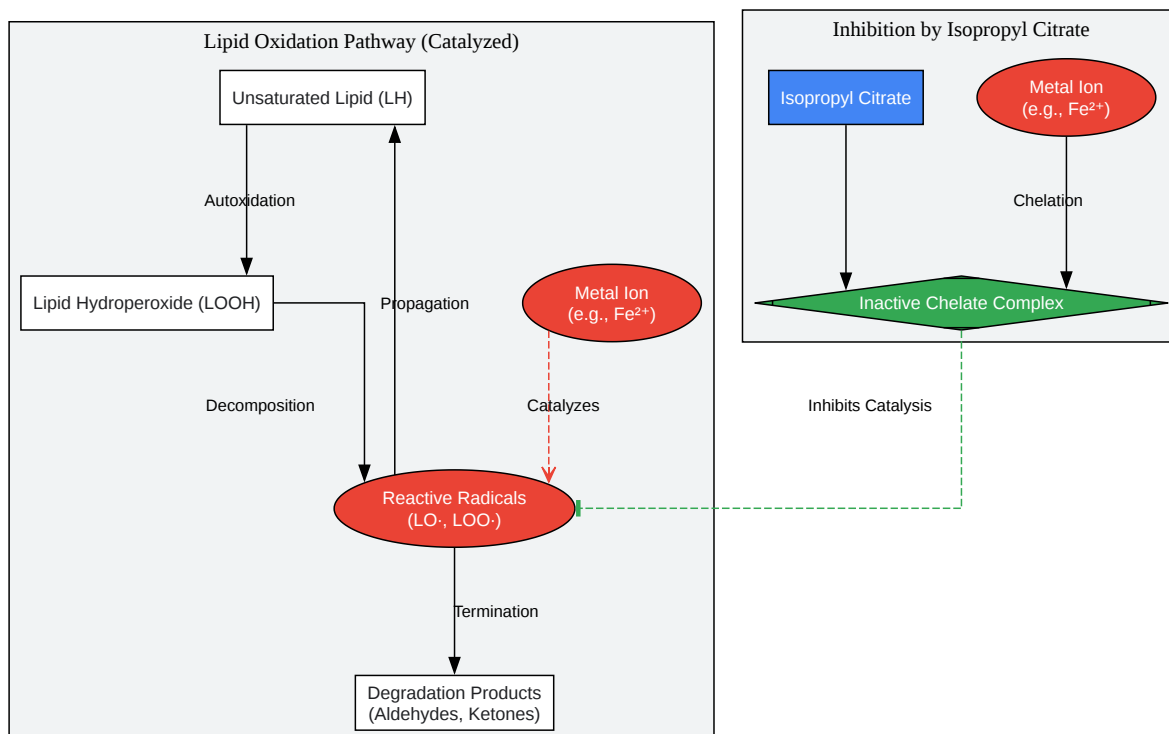 Lipid Oxidation Pathway (Catalyzed)
Unsaturated Lipid (LH)
Autoxidation
Lipid Hydroperoxide (LOOH)
Propagation
Metal Ion
(e.g., Fe²⁺)
Decomposition
Catalyzes
Reactive Radicals
(LO·, LOO·)
Termination
Degradation Products
(Aldehydes, Ketones)
Inhibition by Isopropyl Citrate
Isopropyl Citrate
Metal Ion
(e.g., Fe²⁺)
Chelation
Inactive Chelate Complex
Inhibits Catalysis